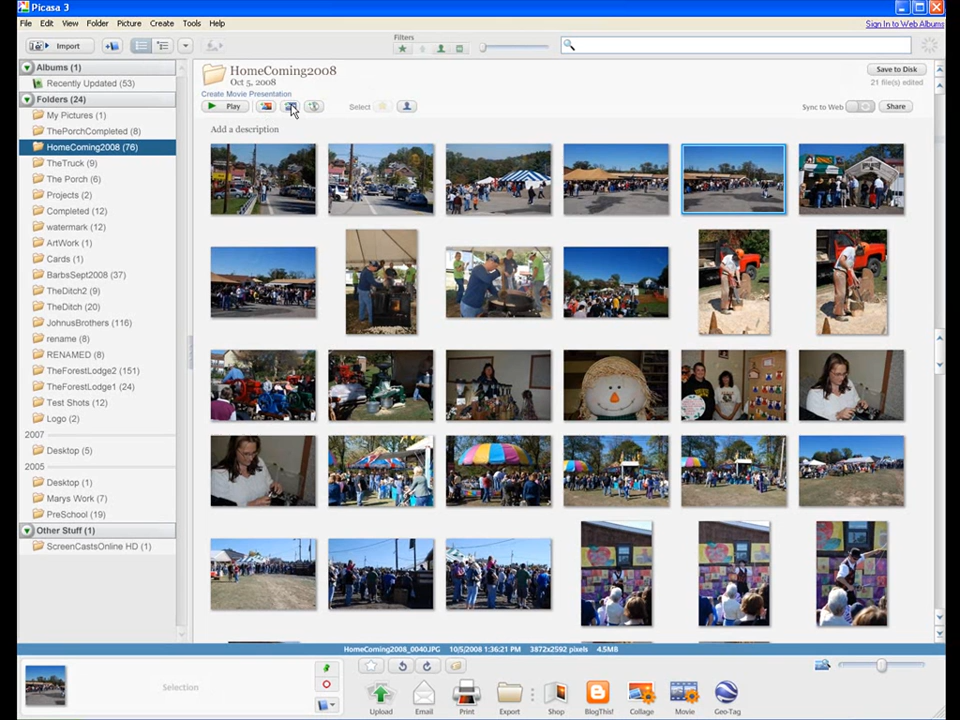 Picasa 3
File Edit View Folder Picture Create Tools Help
Sign In to Web Albums
Import
Filters
Albums (1)
Recently Updated (53)
Folders (24)
My Pictures (1)
ThePorchCompleted (8)
HomeComing2008 (76)
TheTruck (9)
The Porch (6)
Projects (2)
Completed (12)
watermark (12)
ArtWork (1)
Cards (1)
BarbsSept2008 (37)
TheDitch2 (9)
TheDitch (20)
JohnusBrothers (116)
rename (8)
RENAMED (8)
TheForestLodge2 (151)
TheForestLodge1 (24)
Test Shots (12)
Logo (2)
2007
Desktop (5)
2005
Desktop (1)
Marys Work (7)
PreSchool (19)
Other Stuff (1)
ScreenCastsOnline HD (1)
HomeComing2008
Oct 5, 2008
Save to Disk
21 file(s) edited
Create Movie Presentation
Play
Select
Sync to Web
Share
Add a description
HomeComing2008_0040.JPG 10/5/2008 1:36:21 PM 3872x2592 pixels 4.5MB
Selection
Upload
Email
Print
Export
Shop
BlogThis!
Collage
Movie
Geo-Tag